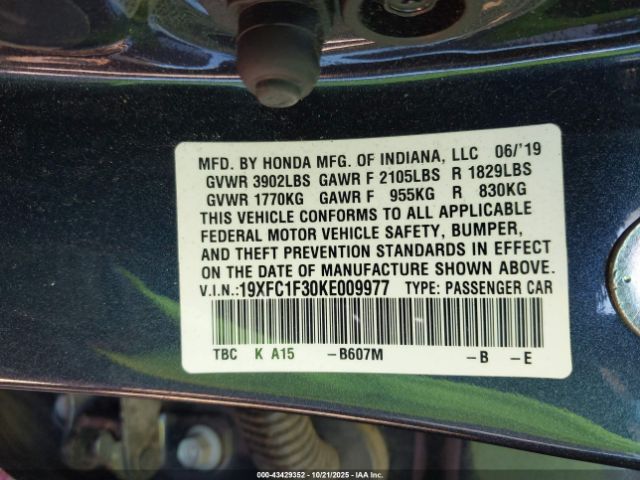 MFD. BY HONDA MFG. OF INDIANA, LLC 06/'19
GVWR 3902LBS GAWR F 2105LBS R 1829LBS
GVWR 1770KG GAWR F 955KG R 830KG
THIS VEHICLE CONFORMS TO ALL APPLICABLE
FEDERAL MOTOR VEHICLE SAFETY, BUMPER,
AND THEFT PREVENTION STANDARDS IN EFFECT
ON THE DATE OF MANUFACTURE SHOWN ABOVE.
V.I.N.:19XFC1F30KE009977 TYPE: PASSENGER CAR
TBC K A15 -B607M -B -E
000-43429352 - 10/21/2025 - IAA Inc.